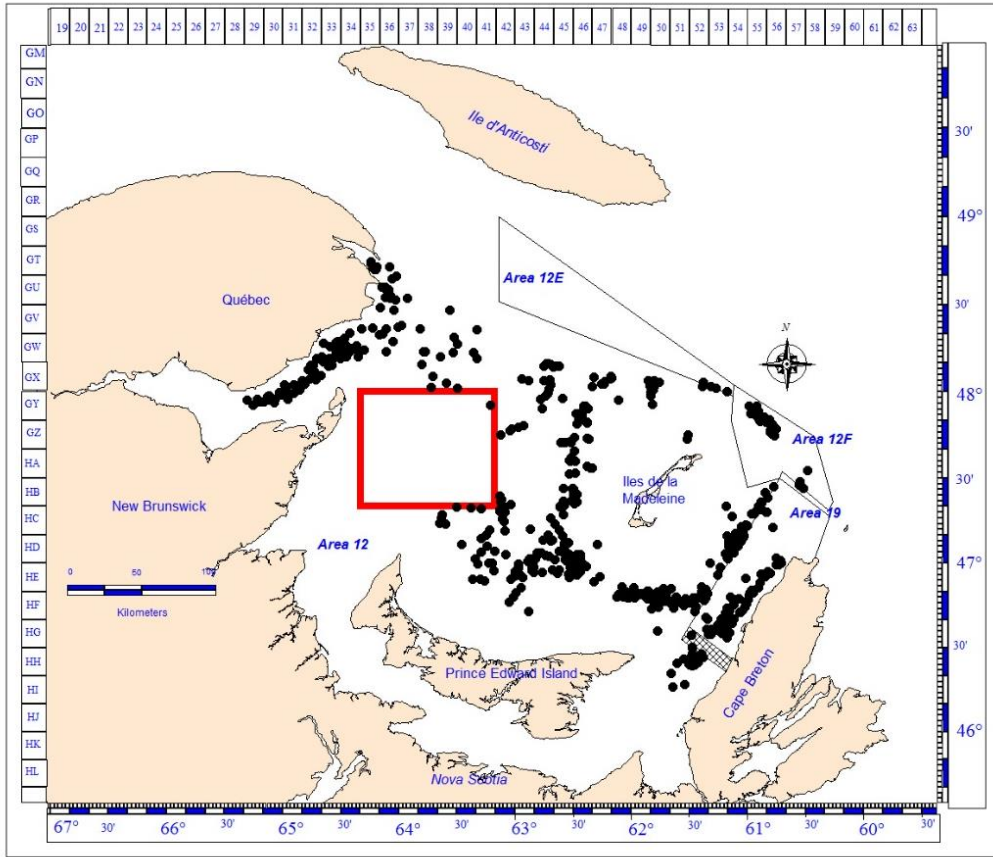 19 20 21 22 23 24 25 26 27 28 29 30 31 32 33 34 35 36 37 38 39 40 41 42 43 44 45 46 47 48 49 50 51 52 53 54 55 56 57 58 59 60 61 62 63
GM
GN
GO
GP
GQ
GR
GS
GT
GU
GV
GW
GX
GY
GZ
HA
HB
HC
HD
HE
HF
HG
HH
HI
HJ
HK
HL
Ile d'Anticosti
Area 12E
Québec
N
Area 12F
Iles de la
Madeleine
Area 19
New Brunswick
Area 12
0 50 100
Kilometers
Prince Edward Island
Cape Breton
Nova Scotia
30'
49°
30'
48°
30'
47°
30'
46°
67° 30' 66° 30' 65° 30' 64° 30' 63° 30' 62° 30' 61° 30' 60° 30'